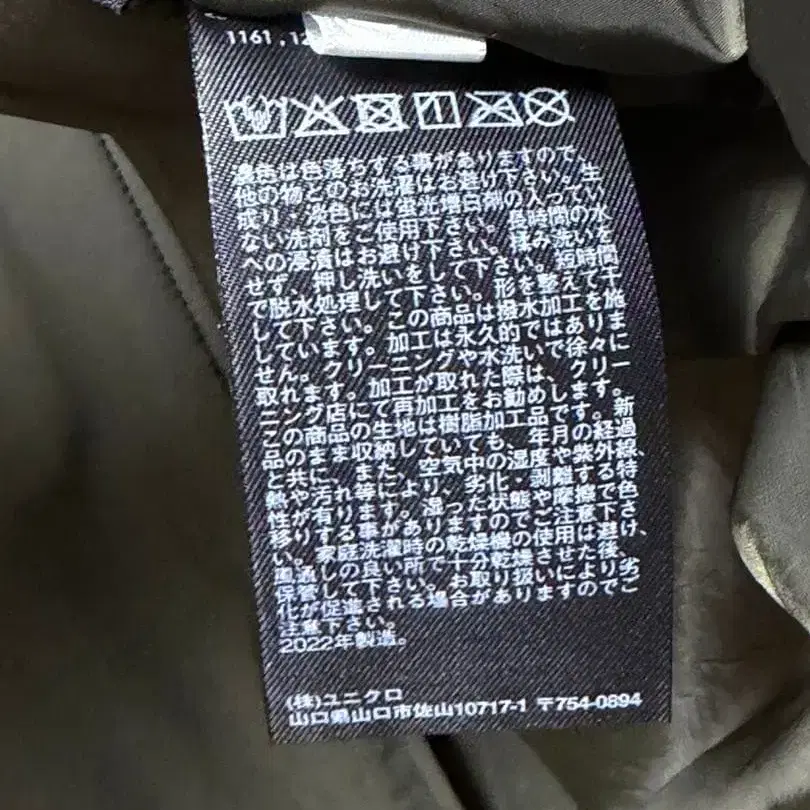 1161 ,12
濃色は色落ちする事がありますので、
他の物とのお洗濯はお避け下さい。生
成り・淡色には蛍光増白剤の入ってい
ない洗剤をご使用下さい。長時間の水
への浸漬はお避け下さい。揉み洗いを
せず、押し洗いをして下さい。短時間
で脱水処理して下さい。形を整えて干
して下さい。この商品は撥水加工を施
しています。加工は永久的ではありま
せん。クリーニングや水洗いで徐々に
取れます。加工が取れた際は、クリー
ニング店にて再加工をお勧めします。
この商品の生地は樹脂加工品です。新
品のまま収納していても、年月の経過
と共に、また、空気中の湿度や紫外線、
熱や汚れ等により、劣化・剥離する特
性が有ります。湿った状態や摩擦で色
移りする事がありますのでご注意下さ
い。家庭洗濯時の乾燥機の使用は避け、
風通しの良い所で十分乾燥させた後、
保管して下さい。お取り扱いにより劣
化が促進される場合がありますのでご
注意下さい。
2022年製造。
(株)ユニクロ
山口県山口市佐山10717-1 〒754-0894